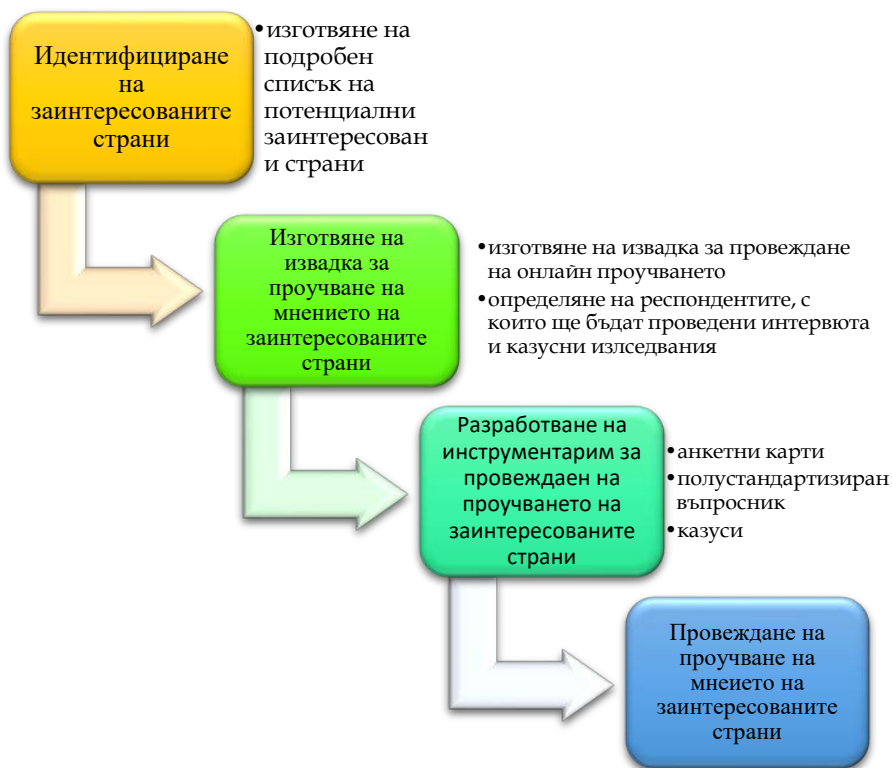 Идентифициране
на
заинтересованите
страни
•изготвяне на
подробен
списък на
потенциални
заинтересован
и страни
Изготвяне на
извадка за
проучване на
мнението на
заинтересованите
страни
•изготвяне на извадка за провеждане
на онлайн проучването
•определяне на респондентите, с
които ще бъдат проведени интервюта
и казусни излседвания
Разработване на
инструментарим за
провеждаен на
проучването на
заинтересованите
страни
•анкетни карти
•полустандартизиран
въпросник
•казуси
Провеждане на
проучване на
мнеието на
заинтересованите
страни